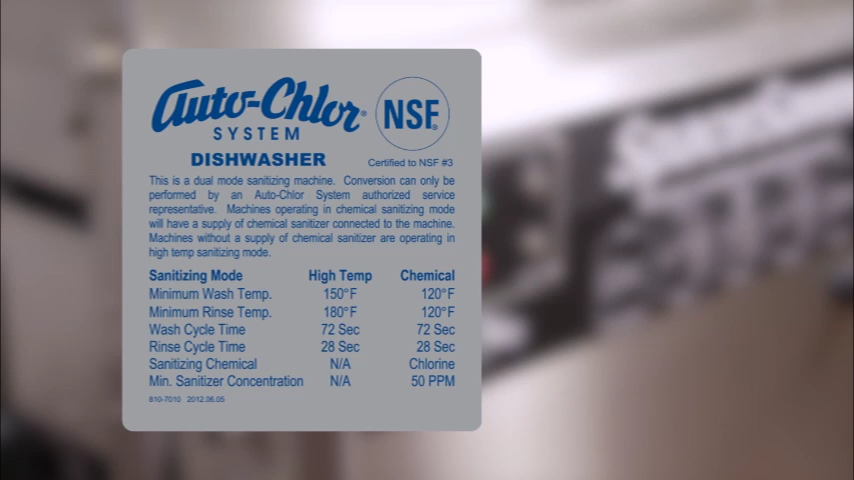 Auto-Chlor®
SYSTEM
NSF®
DISHWASHER
Certified to NSF #3
This is a dual mode sanitizing machine. Conversion can only be
performed by an Auto-Chlor System authorized service
representative. Machines operating in chemical sanitizing mode
will have a supply of chemical sanitizer connected to the machine.
Machines without a supply of chemical sanitizer are operating in
high temp sanitizing mode.
Sanitizing Mode High Temp Chemical
Minimum Wash Temp. 150°F 120°F
Minimum Rinse Temp. 180°F 120°F
Wash Cycle Time 72 Sec 72 Sec
Rinse Cycle Time 28 Sec 28 Sec
Sanitizing Chemical N/A Chlorine
Min. Sanitizer Concentration N/A 50 PPM
810-7010 2012.06.05